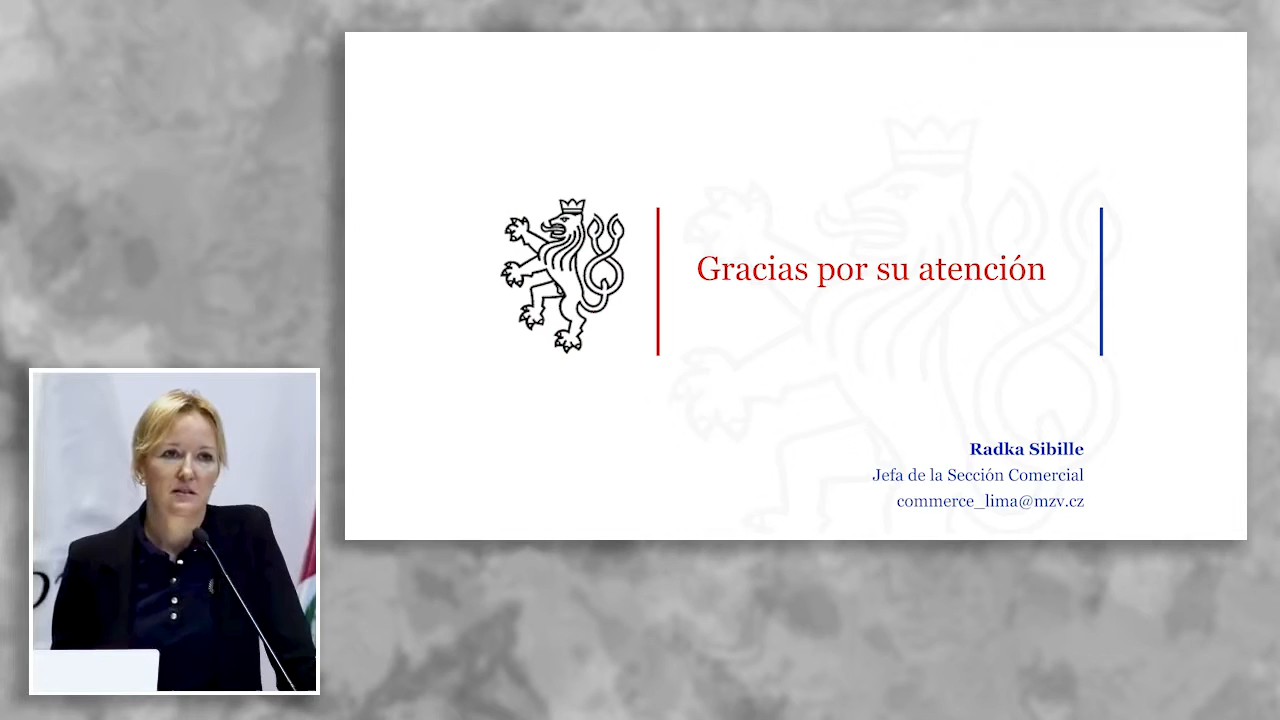 Gracias por su atención
Radka Sibille
Jefa de la Sección Comercial
commerce_lima@mzv.cz